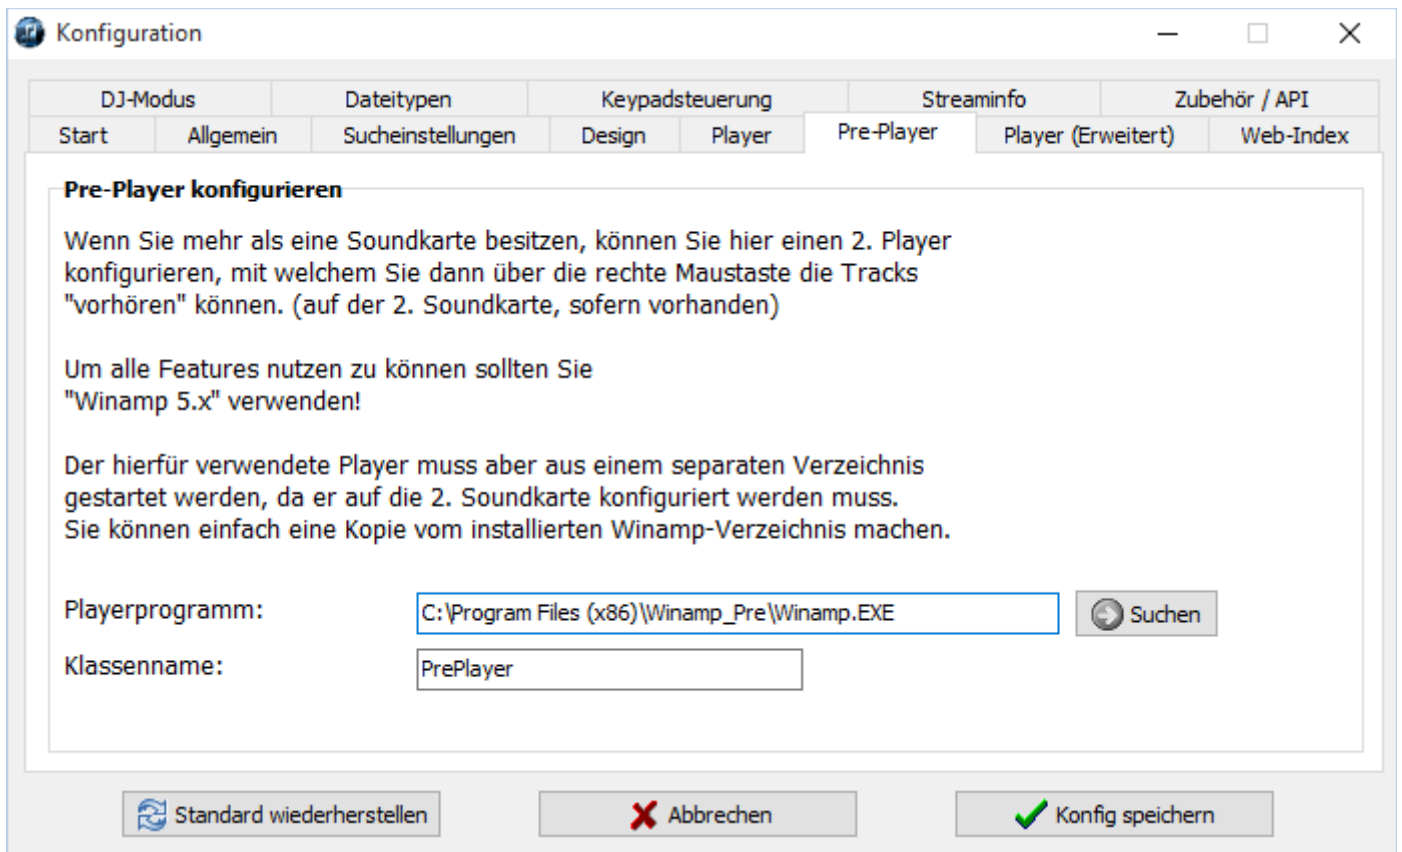 Konfiguration
DJ-Modus Dateitypen Keypadsteuerung Streaminfo Zubehör / API
Start Allgemein Sucheinstellungen Design Player Pre-Player Player (Erweitert) Web-Index
Pre-Player konfigurieren
Wenn Sie mehr als eine Soundkarte besitzen, können Sie hier einen 2. Player
konfigurieren, mit welchem Sie dann über die rechte Maustaste die Tracks
"vorhören" können. (auf der 2. Soundkarte, sofern vorhanden)
Um alle Features nutzen zu können sollten Sie
"Winamp 5.x" verwenden!
Der hierfür verwendete Player muss aber aus einem separaten Verzeichnis
gestartet werden, da er auf die 2. Soundkarte konfiguriert werden muss.
Sie können einfach eine Kopie vom installierten Winamp-Verzeichnis machen.
Playerprogramm: C:\Program Files (x86)\Winamp_Pre\Winamp.EXE Suchen
Klassenname: PrePlayer
Standard wiederherstellen Abbrechen Konfig speichern